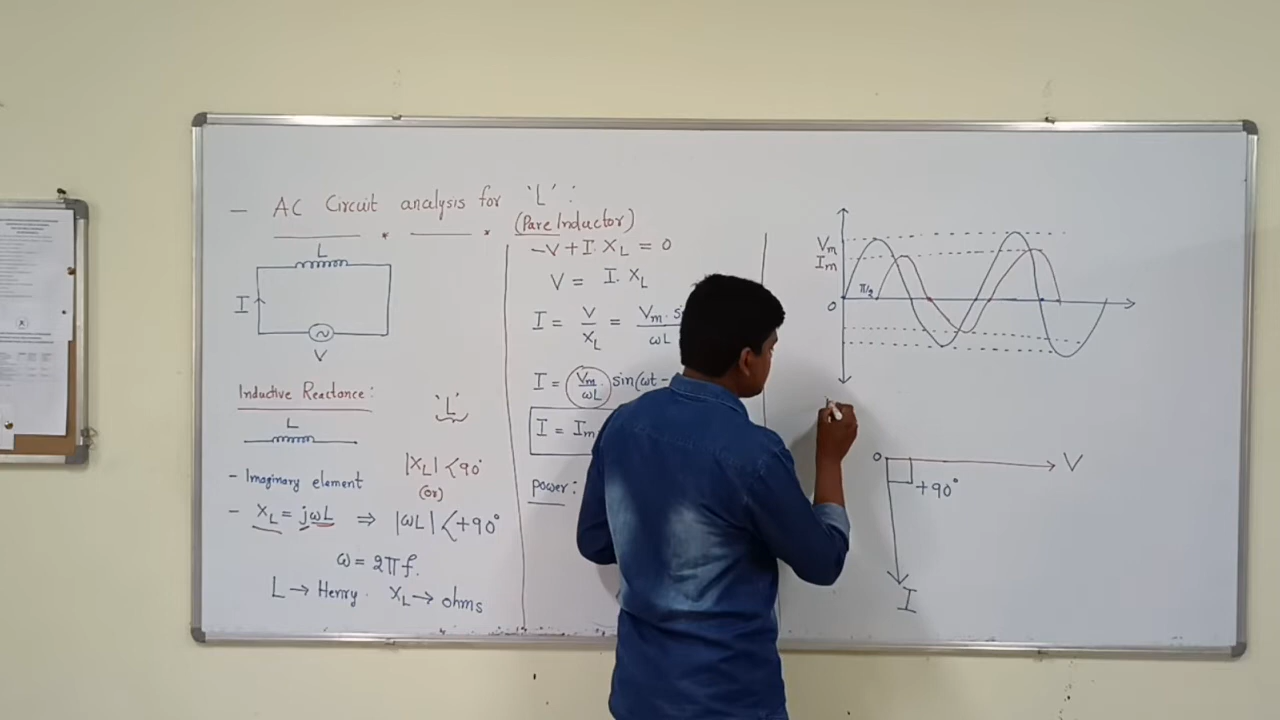 — AC Circuit analysis for 'L' :
(Pare Inductor)
L
I
V
Inductive Reactance :
L
'L'
- Imaginary element
|XL| < 90°
(or)
- XL = jωL ⇒ |ωL| < +90°
ω = 2πf.
L → Henry. XL → ohms
-V + I. XL = 0
V = I. XL
I = V/XL = Vm. si
ωL
I = Vm/ωL. sin(ωt -
I = Im
power :
Vm
Im
0
π/2
0
V
+90°
I